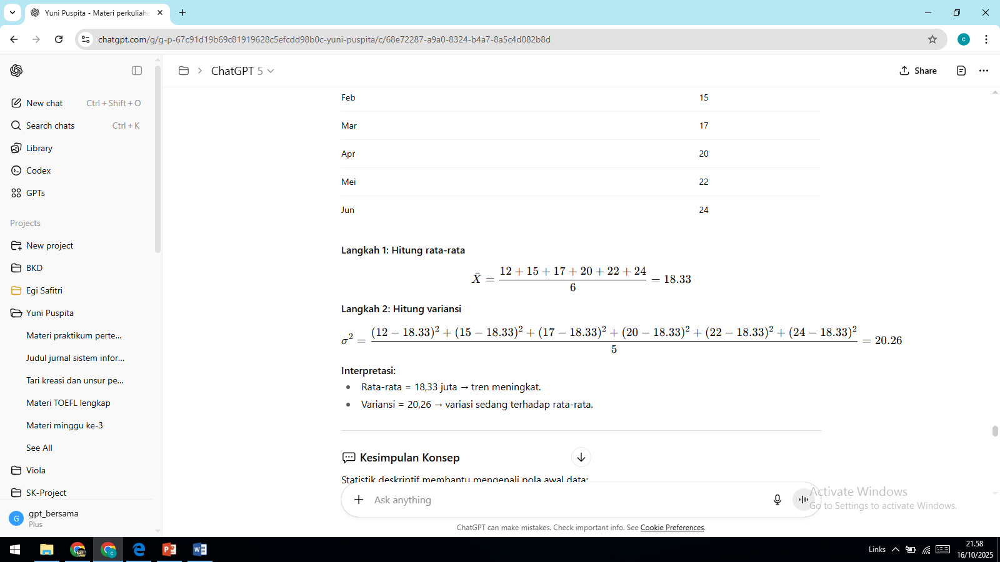 Yuni Puspita - Materi perkuliaha
chatgpt.com/g/g-p-67c91d19b69c81919628c5efcdd98b0c-yuni-puspita/c/68e72287-a9a0-8324-b4a7-8a5c4d082b8d
c
ChatGPT 5
Share
New chat Ctrl + Shift + O
Search chats Ctrl + K
Library
Codex
GPTs
Projects
New project
BKD
Egi Safitri
Yuni Puspita
Materi praktikum perte...
Judul jurnal sistem infor...
Tari kreasi dan unsur pe...
Materi TOEFL lengkap
Materi minggu ke-3
See All
Viola
SK-Project
G
gpt_bersama
Plus
Feb 15
Mar 17
Apr 20
Mei 22
Jun 24
Langkah 1: Hitung rata-rata
X̄ = (12 + 15 + 17 + 20 + 22 + 24) / 6 = 18.33
Langkah 2: Hitung variansi
σ² = ((12 − 18.33)² + (15 − 18.33)² + (17 − 18.33)² + (20 − 18.33)² + (22 − 18.33)² + (24 − 18.33)²) / 5 = 20.26
Interpretasi:
• Rata-rata = 18,33 juta → tren meningkat.
• Variansi = 20,26 → variasi sedang terhadap rata-rata.
Kesimpulan Konsep
Statistik deskriptif membantu mengenali pola awal data:
Ask anything
Activate Windows
Go to Settings to activate Windows.
ChatGPT can make mistakes. Check important info. See Cookie Preferences.
Links
21.58
16/10/2025